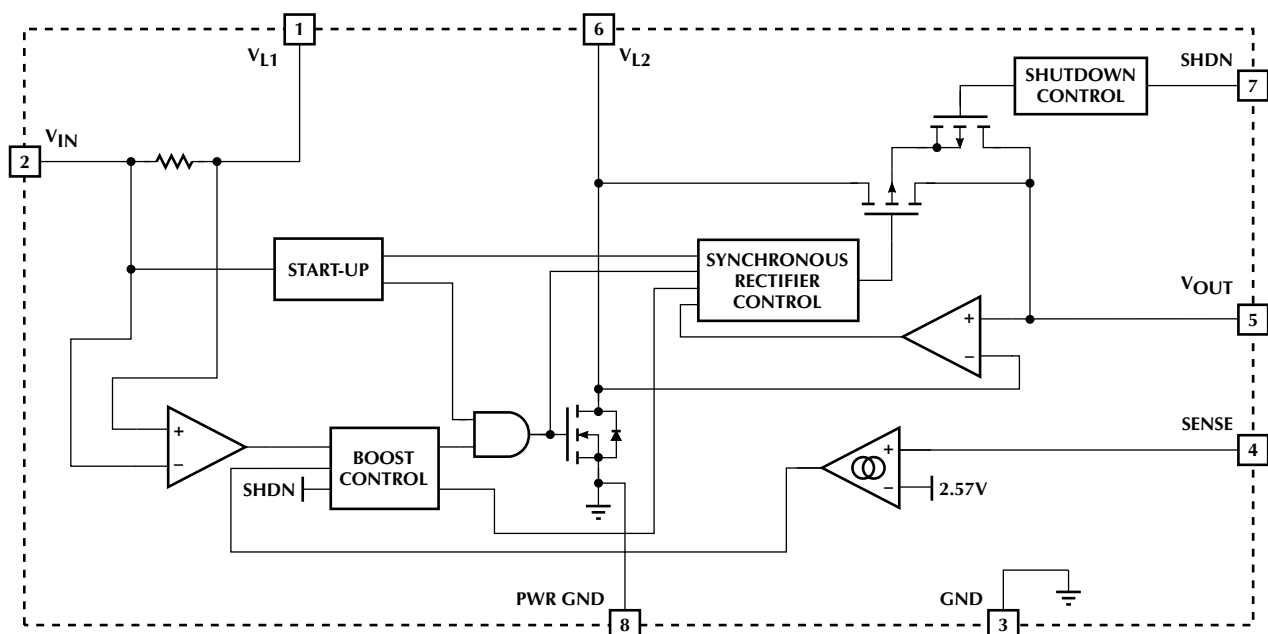 1
6
VL1
VL2
SHDN
7
SHUTDOWN
CONTROL
VIN
2
START-UP
SYNCHRONOUS
RECTIFIER
CONTROL
VOUT
5
+
−
+
−
BOOST
CONTROL
SHDN
SENSE
4
+
−
2.57V
PWR GND
8
GND
3